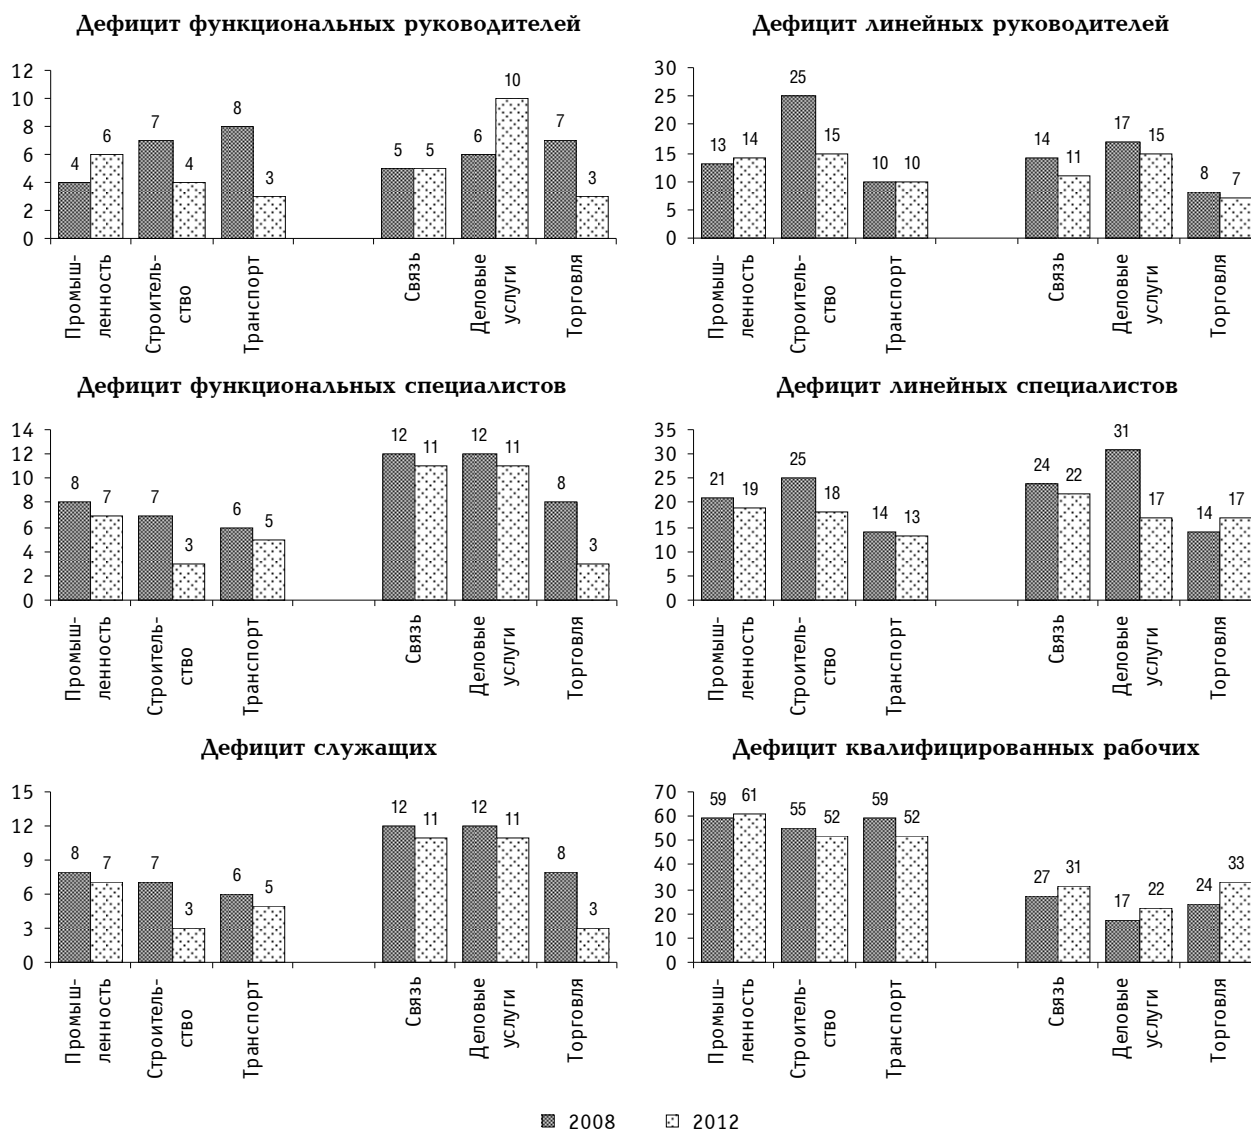 Дефицит функциональных руководителей
12
10
8
6
4
2
0
4
6
7
4
8
3
5
5
6
10
7
3
Промыш-
ленность
Строитель-
ство
Транспорт
Связь
Деловые
услуги
Торговля
Дефицит линейных руководителей
30
25
20
15
10
5
0
13
14
25
15
10
10
14
11
17
15
8
7
Промыш-
ленность
Строитель-
ство
Транспорт
Связь
Деловые
услуги
Торговля
Дефицит функциональных специалистов
14
12
10
8
6
4
2
0
8
7
7
3
6
5
12
11
12
11
8
3
Промыш-
ленность
Строитель-
ство
Транспорт
Связь
Деловые
услуги
Торговля
Дефицит линейных специалистов
35
30
25
20
15
10
5
0
21
19
25
18
14
13
24
22
31
17
14
17
Промыш-
ленность
Строитель-
ство
Транспорт
Связь
Деловые
услуги
Торговля
Дефицит служащих
15
12
9
6
3
0
8
7
7
3
6
5
12
11
12
11
8
3
Промыш-
ленность
Строитель-
ство
Транспорт
Связь
Деловые
услуги
Торговля
Дефицит квалифицированных рабочих
70
60
50
40
30
20
10
0
59
61
55
52
59
52
27
31
17
22
24
33
Промыш-
ленность
Строитель-
ство
Транспорт
Связь
Деловые
услуги
Торговля
2008
2012